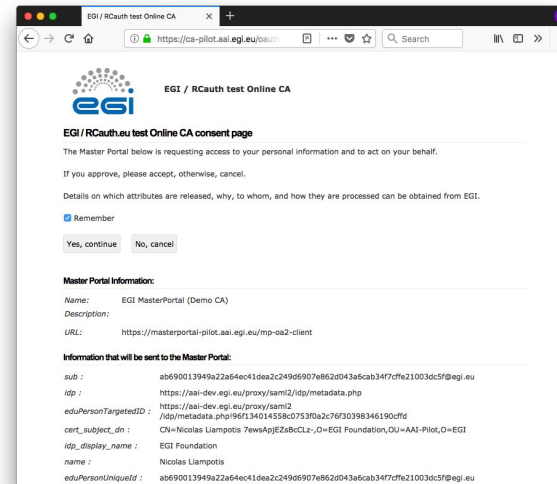 EGI / RCauth test Online CA
https://ca-pilot.aai.egi.eu/oauth
Search
egi
EGI / RCauth test Online CA
EGI / RCauth.eu test Online CA consent page
The Master Portal below is requesting access to your personal information and to act on your behalf.
If you approve, please accept, otherwise, cancel.
Details on which attributes are released, why, to whom, and how they are processed can be obtained from EGI.
Remember
Yes, continue No, cancel
Master Portal Information:
Name: EGI MasterPortal (Demo CA)
Description:
URL: https://masterportal-pilot.aai.egi.eu/mp-oa2-client
Information that will be sent to the Master Portal:
sub : ab690013949a22a64ec41dea2c249d6907e862d043a6cab34f7cffe21003dc5f@egi.eu
idp : https://aai-dev.egi.eu/proxy/saml2/idp/metadata.php
eduPersonTargetedID : https://aai-dev.egi.eu/proxy/saml2
/idp/metadata.php!96f134014558c0753f0a2c76f30398346190cffd
cert_subject_dn : CN=Nicolas Liampotis 7ewsApJEZsBcCLz-,O=EGI Foundation,OU=AAI-Pilot,O=EGI
idp_display_name : EGI Foundation
name : Nicolas Liampotis
eduPersonUniqueId : ab690013949a22a64ec41dea2c249d6907e862d043a6cab34f7cffe21003dc5f@egi.eu